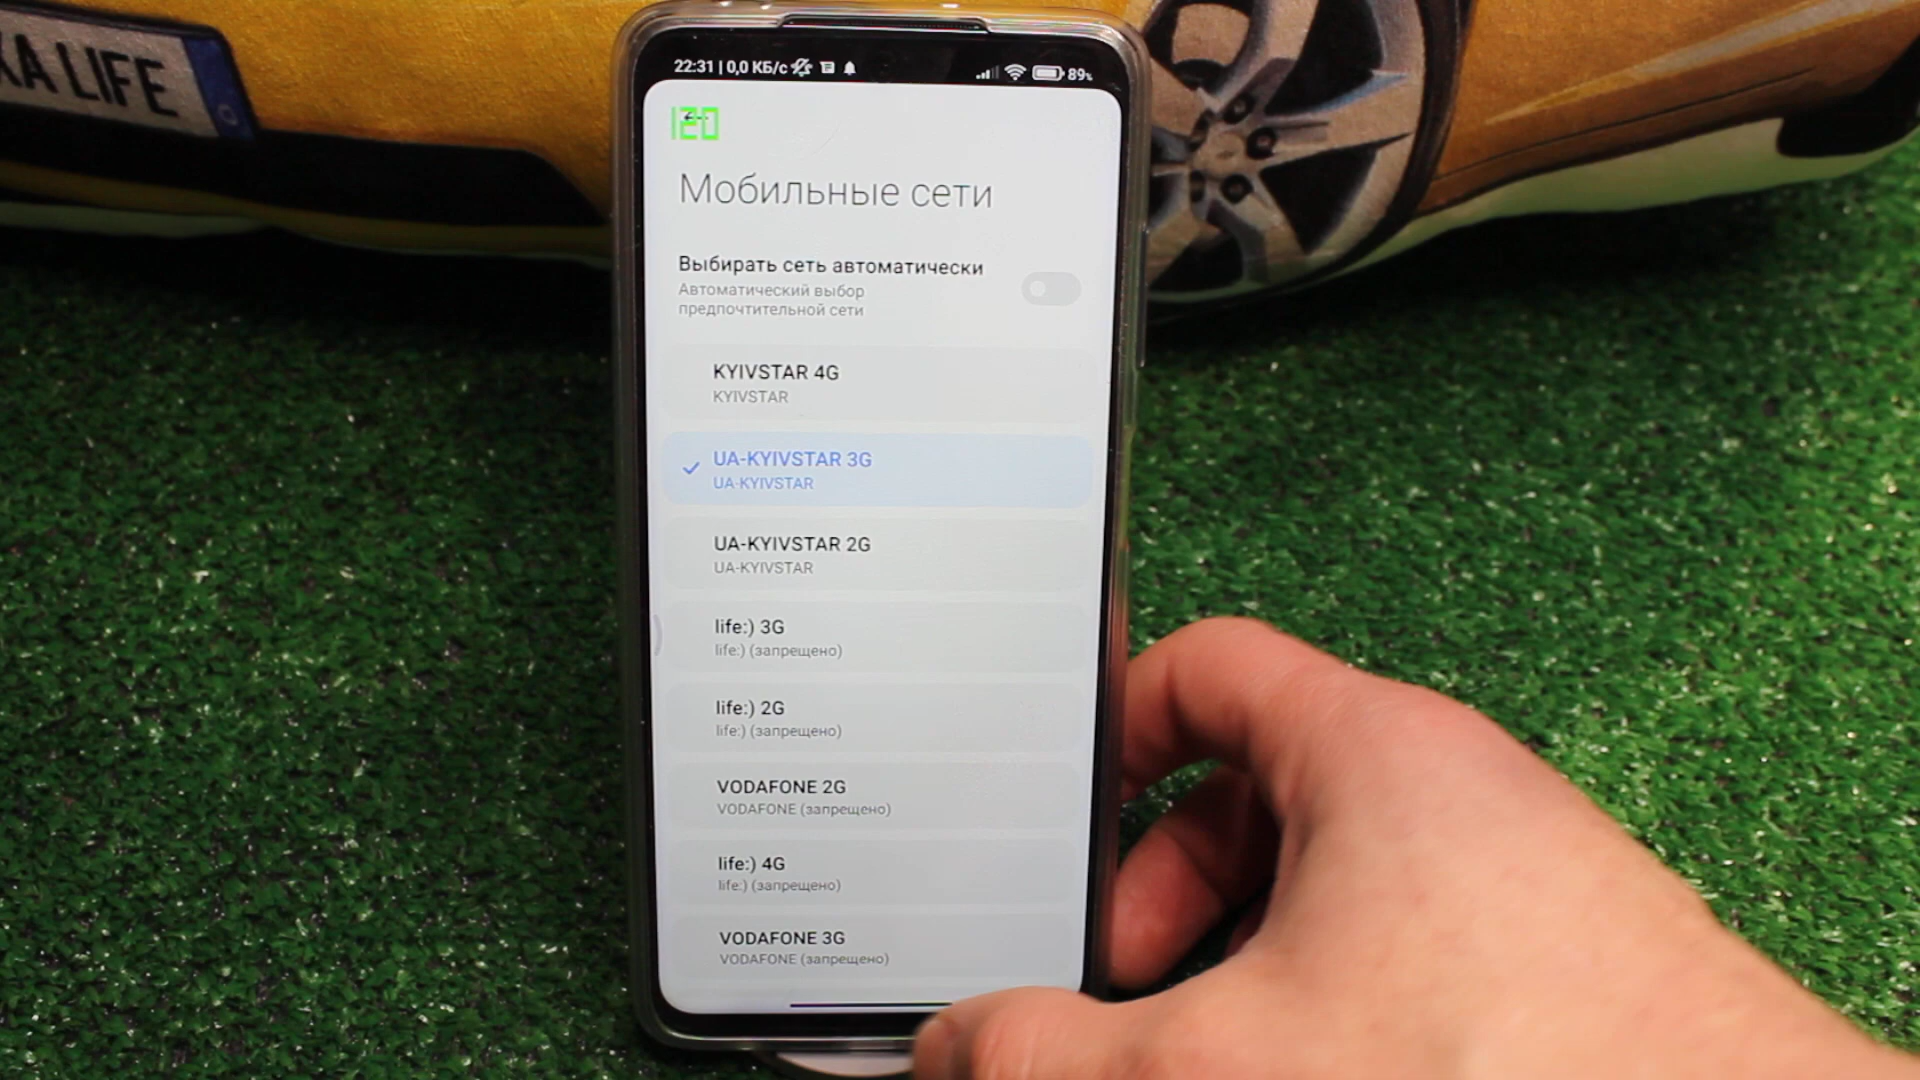 XA LIFE
22:31 | 0,0 КБ/с
89%
120
Мобильные сети
Выбирать сеть автоматически
Автоматический выбор
предпочтительной сети
KYIVSTAR 4G
KYIVSTAR
UA-KYIVSTAR 3G
UA-KYIVSTAR
UA-KYIVSTAR 2G
UA-KYIVSTAR
life:) 3G
life:) (запрещено)
life:) 2G
life:) (запрещено)
VODAFONE 2G
VODAFONE (запрещено)
life:) 4G
life:) (запрещено)
VODAFONE 3G
VODAFONE (запрещено)